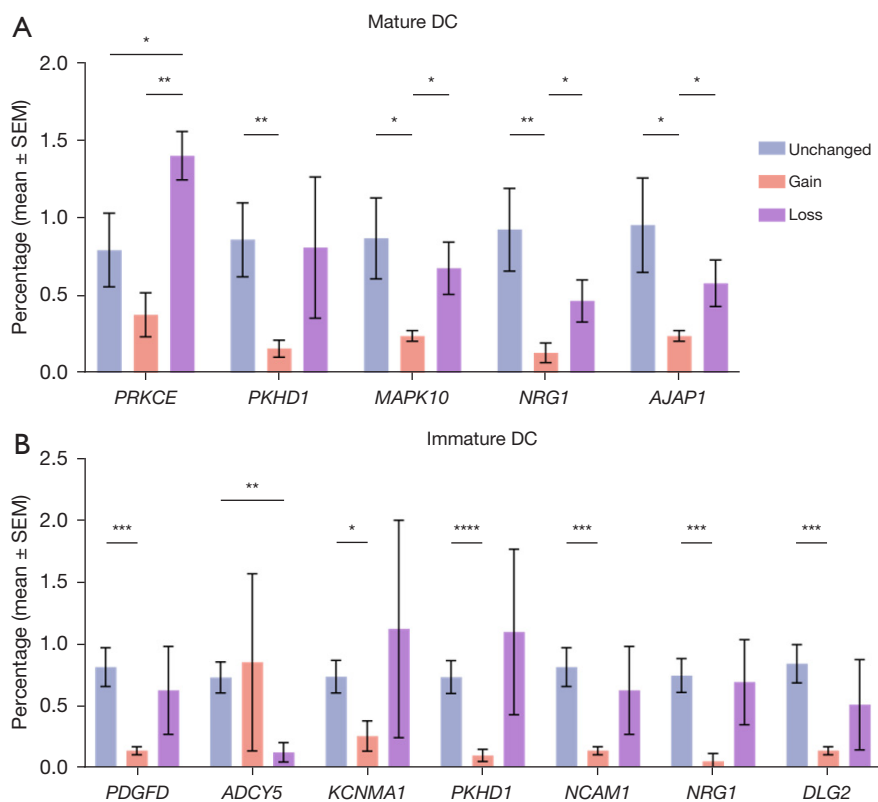 A
Mature DC
Percentage (mean ± SEM)
2.0
1.5
1.0
0.5
0.0
*
**
**
*
*
**
*
*
*
PRKCE PKHD1 MAPK10 NRG1 AJAP1
Unchanged
Gain
Loss
B
Immature DC
Percentage (mean ± SEM)
2.5
2.0
1.5
1.0
0.5
0.0
***
**
*
****
***
***
***
PDGFD ADCY5 KCNMA1 PKHD1 NCAM1 NRG1 DLG2